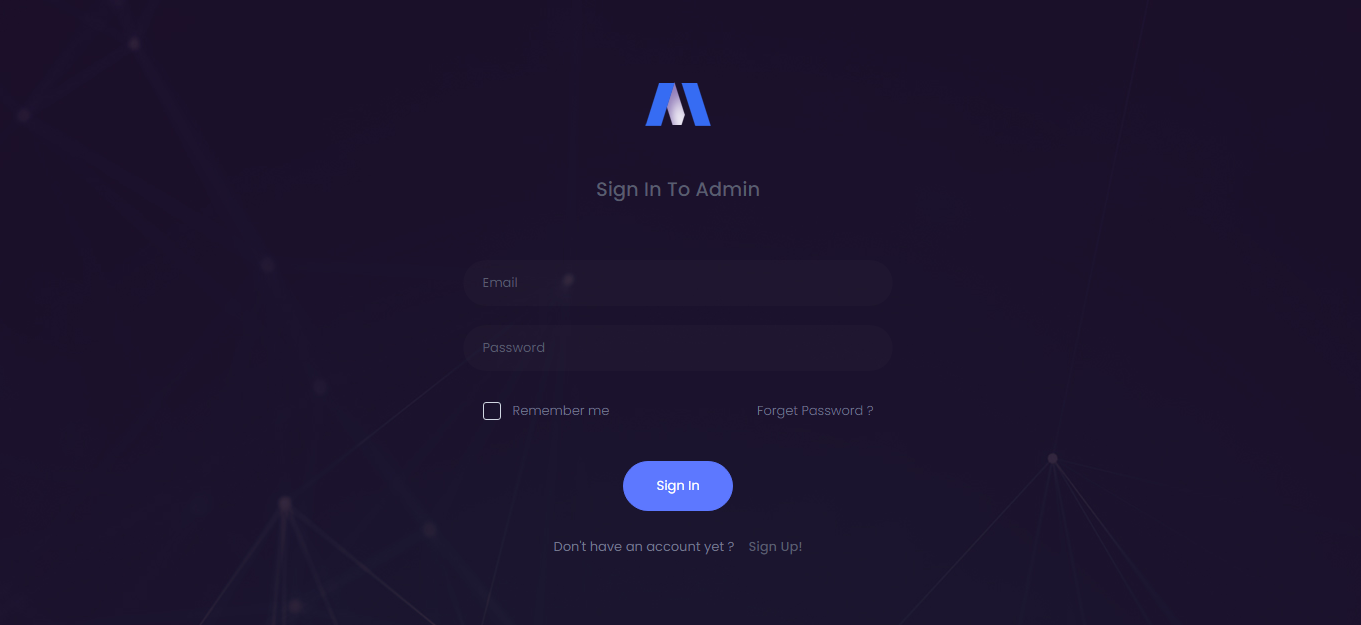 Sign In To Admin
Email
Password
Remember me Forget Password ?
Sign In
Don't have an account yet ? Sign Up!